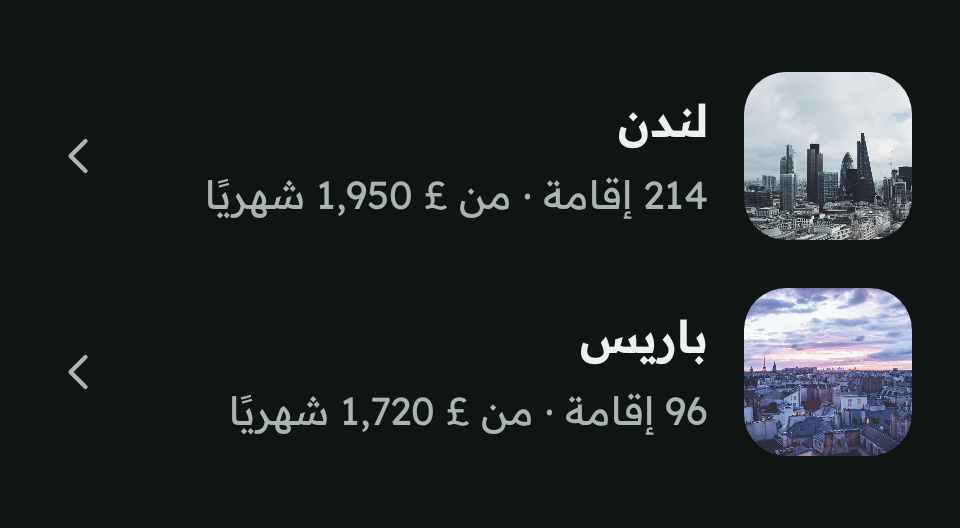 لندن
214 إقامة · من £ 1,950 شهريًا
باريس
96 إقامة · من £ 1,720 شهريًا